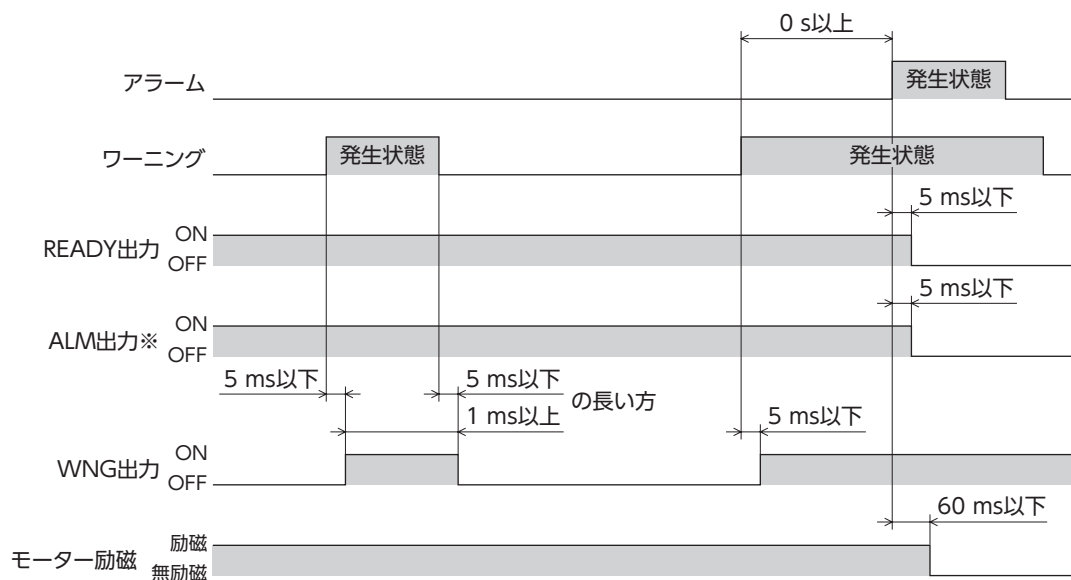 0 s以上
アラーム
発生状態
ワーニング
発生状態
発生状態
5 ms以下
READY出力
ON
OFF
5 ms以下
ALM出力※
ON
OFF
5 ms以下
5 ms以下
の長い方
1 ms以上
5 ms以下
WNG出力
ON
OFF
60 ms以下
モーター励磁
励磁
無励磁